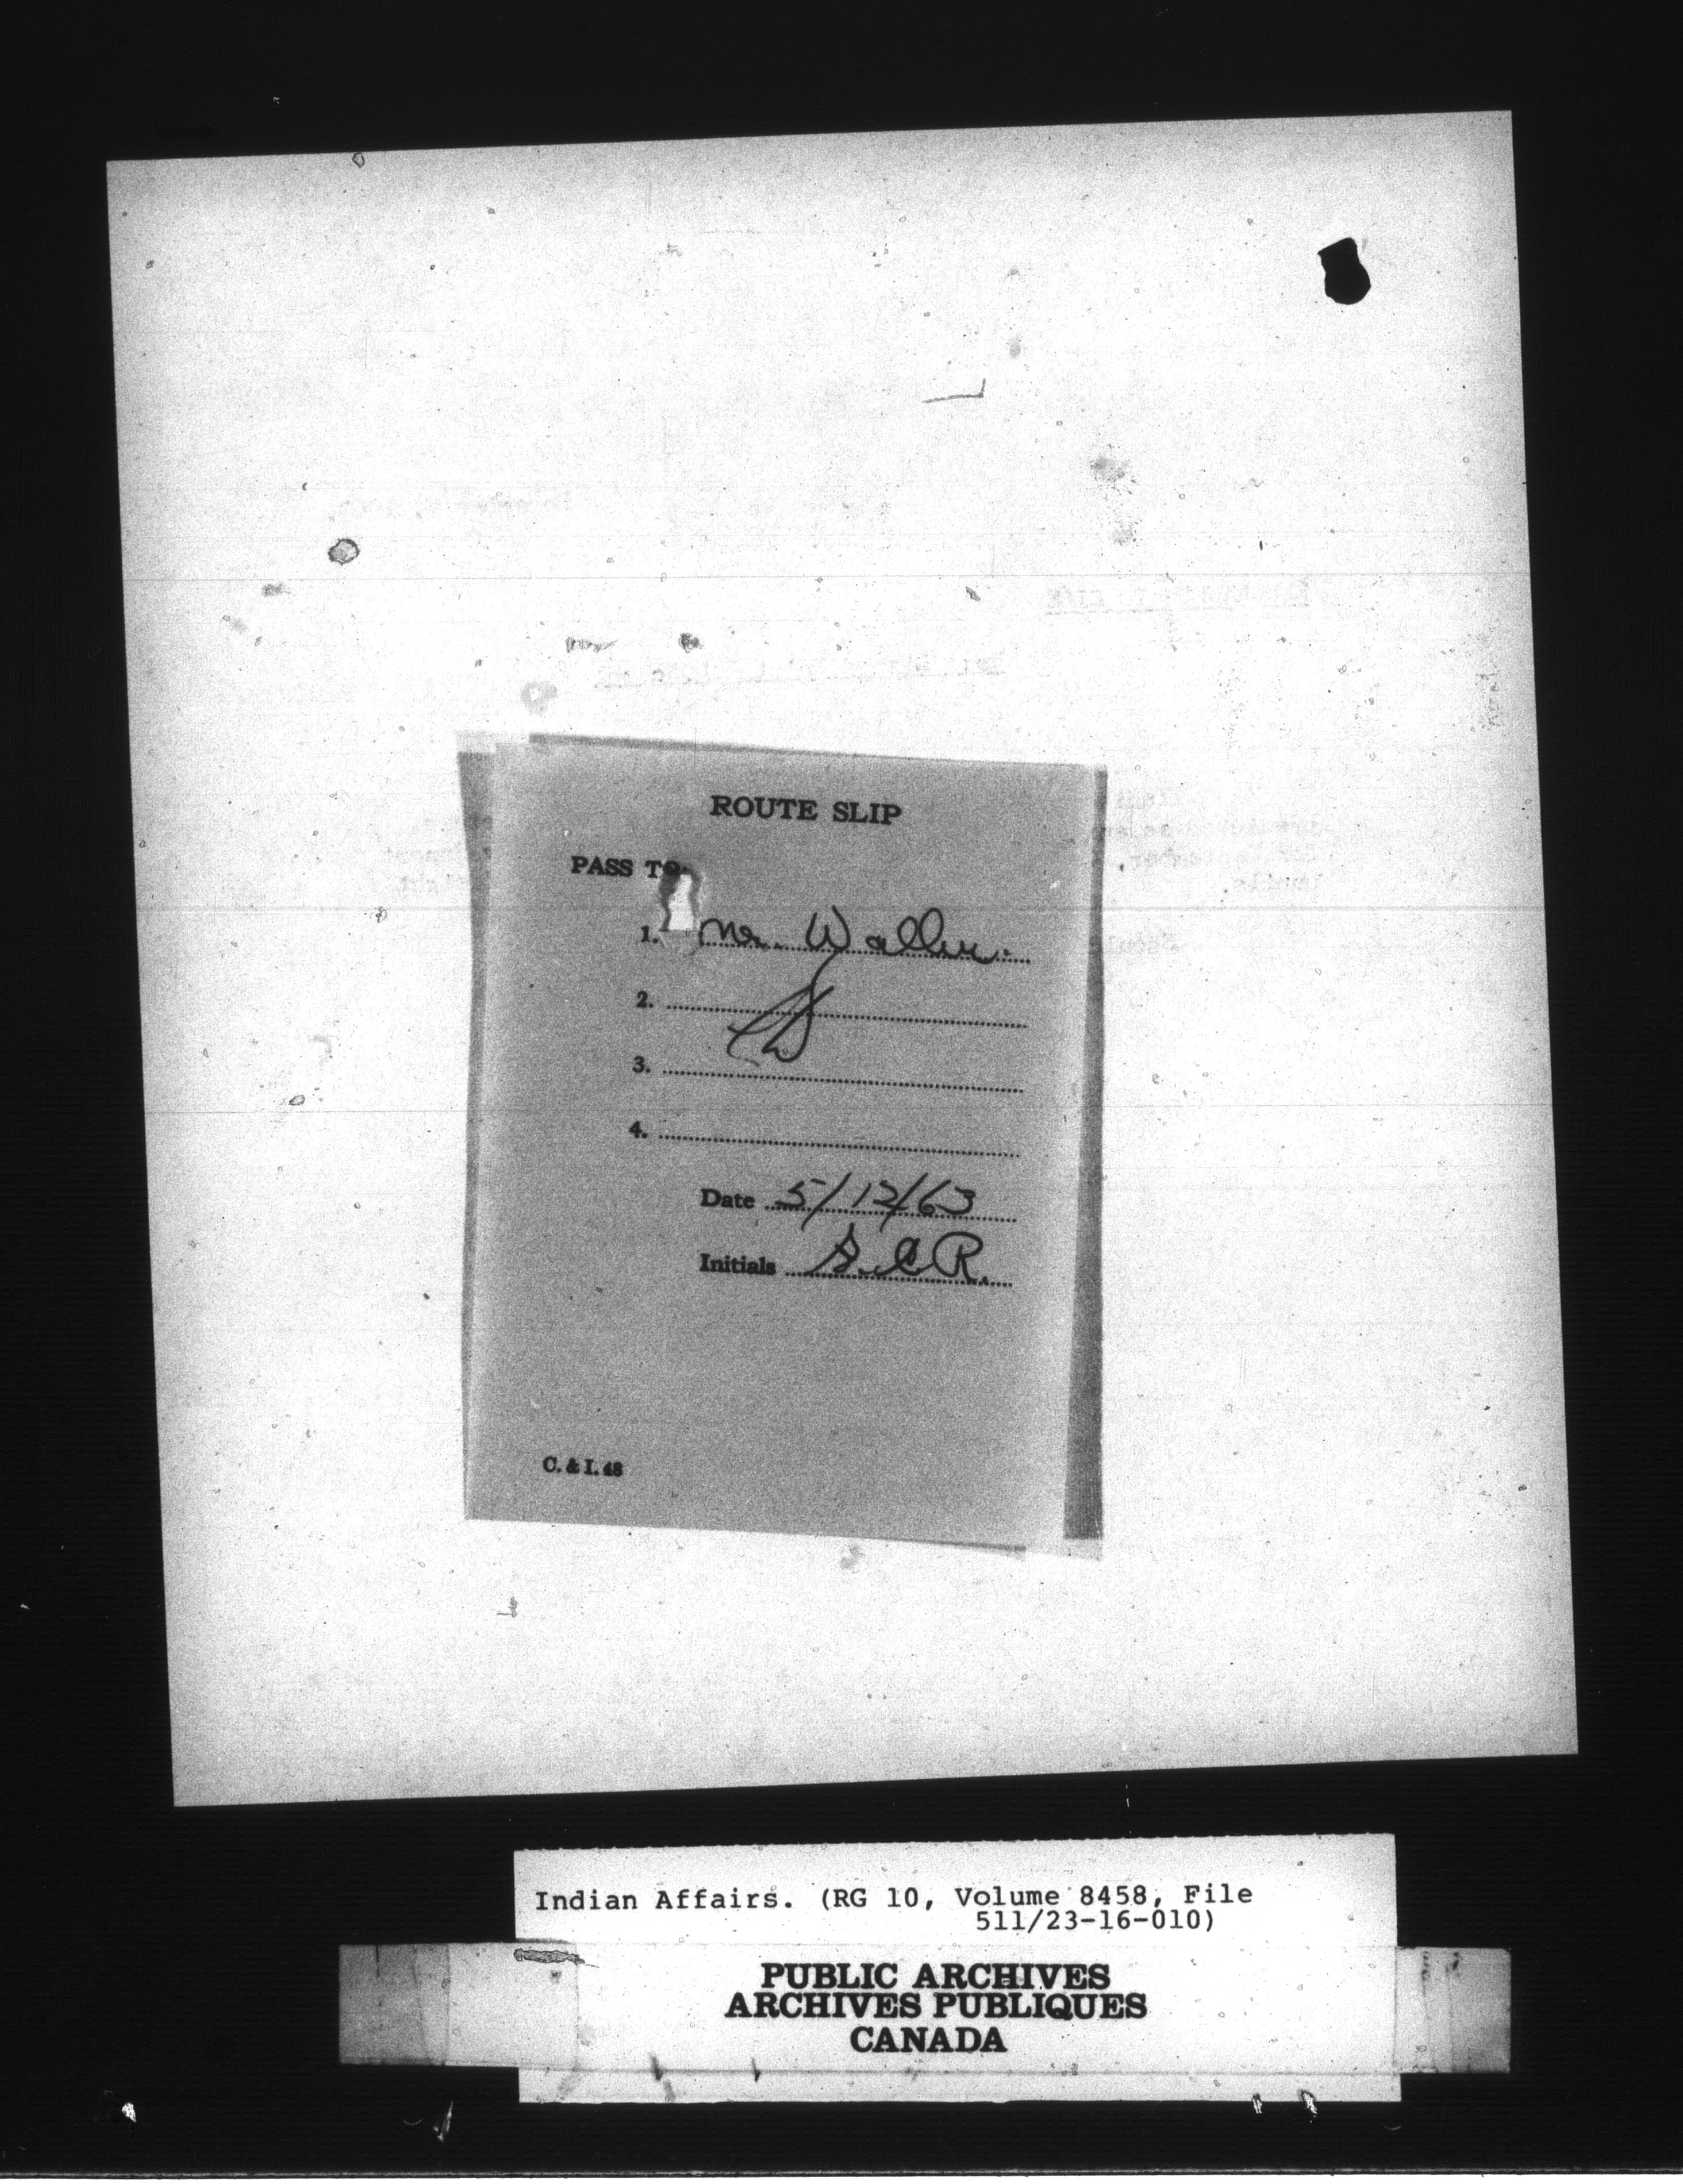 ROUTE SLIP
PASS TO
1. Mr. Waller.
2.
3.
4.
Date 5/12/63
Initials
C. & I. 48
Indian Affairs. (RG 10, Volume 8458, File
511/23-16-010)
PUBLIC ARCHIVES
ARCHIVES PUBLIQUES
CANADA